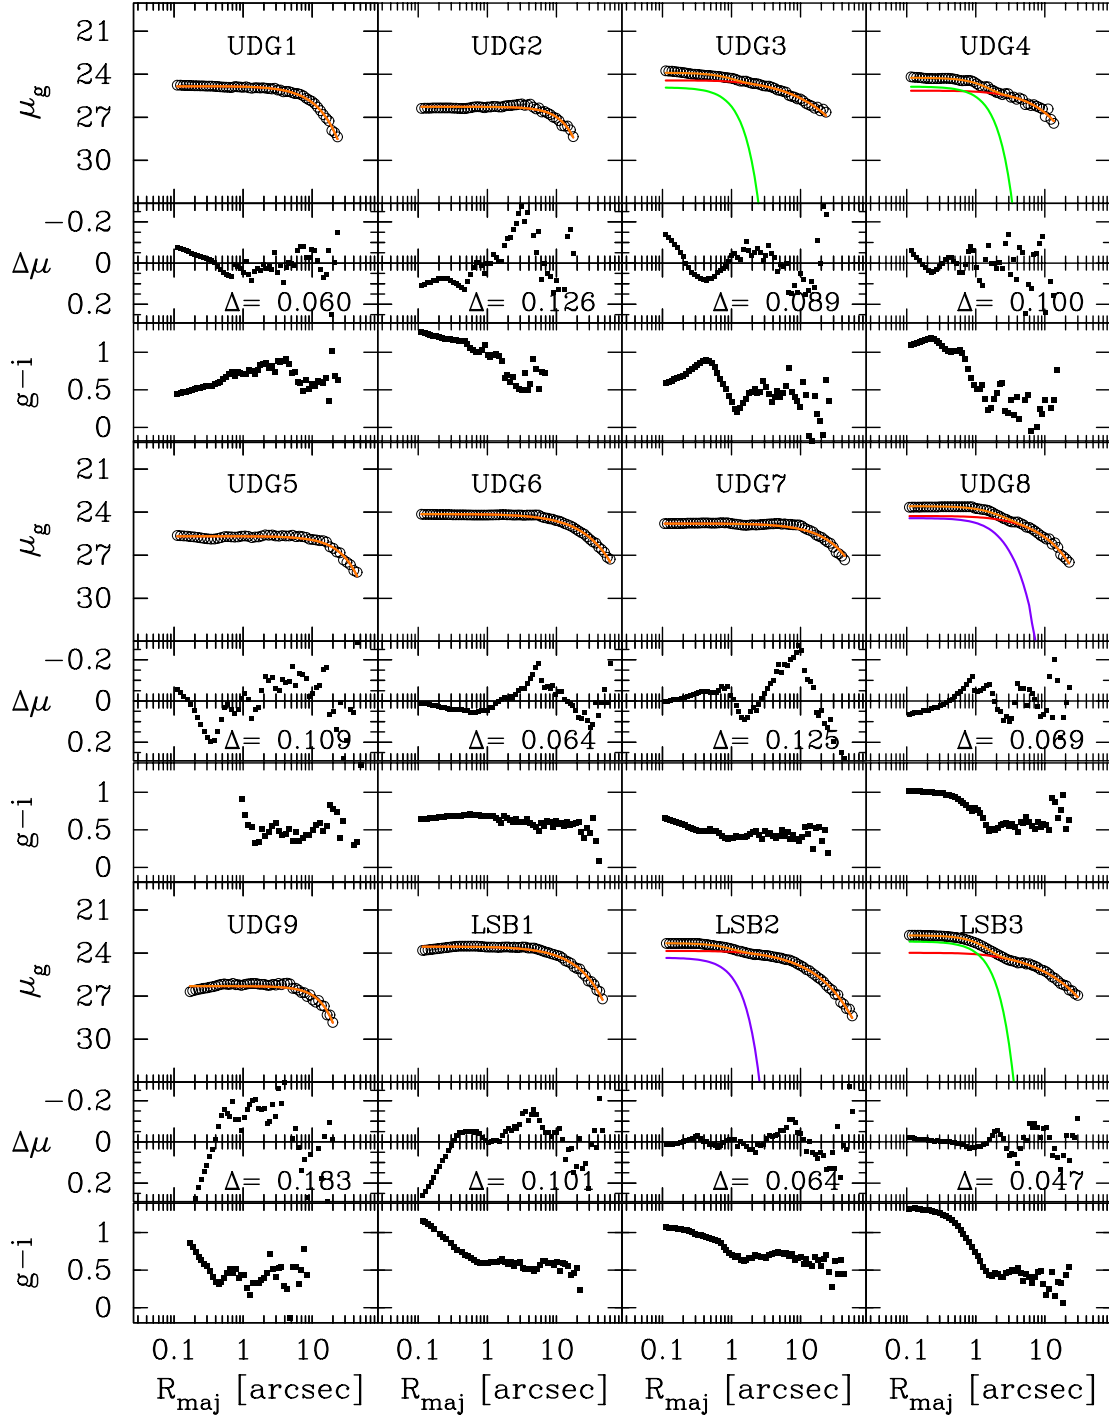 UDG1 UDG2 UDG3 UDG4
21
24
27
30
μg
−0.2
0
0.2
Δμ
Δ= 0.060 Δ= 0.126 Δ= 0.089 Δ= 0.100
1
0.5
0
g−i
UDG5 UDG6 UDG7 UDG8
21
24
27
30
μg
−0.2
0
0.2
Δμ
Δ= 0.109 Δ= 0.064 Δ= 0.125 Δ= 0.069
1
0.5
0
g−i
UDG9 LSB1 LSB2 LSB3
21
24
27
30
μg
−0.2
0
0.2
Δμ
Δ= 0.183 Δ= 0.101 Δ= 0.064 Δ= 0.047
1
0.5
0
g−i
0.1 1 10 0.1 1 10 0.1 1 10 0.1 1 10
Rmaj [arcsec] Rmaj [arcsec] Rmaj [arcsec] Rmaj [arcsec]